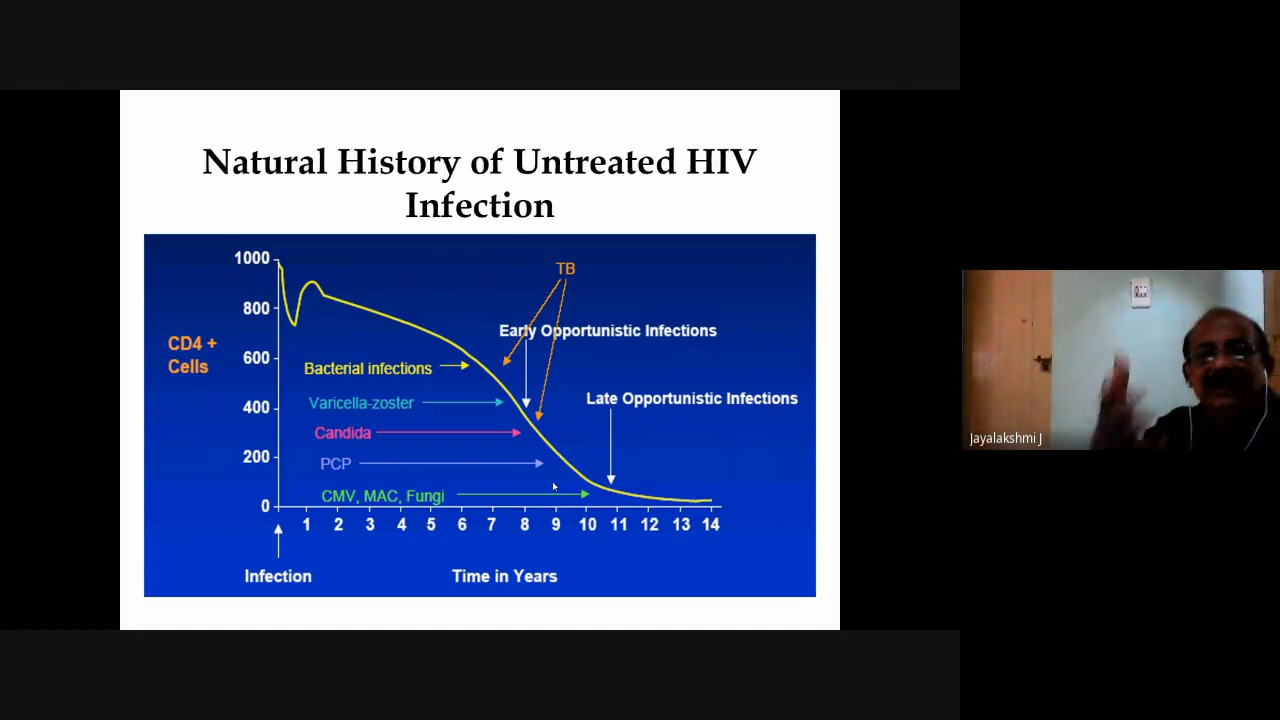 Natural History of Untreated HIV
Infection
1000
800
600
400
200
0
CD4 +
Cells
TB
Early Opportunistic Infections
Bacterial infections
Late Opportunistic Infections
Varicella-zoster
Candida
PCP
CMV, MAC, Fungi
1 2 3 4 5 6 7 8 9 10 11 12 13 14
Infection
Time in Years
Jayalakshmi J